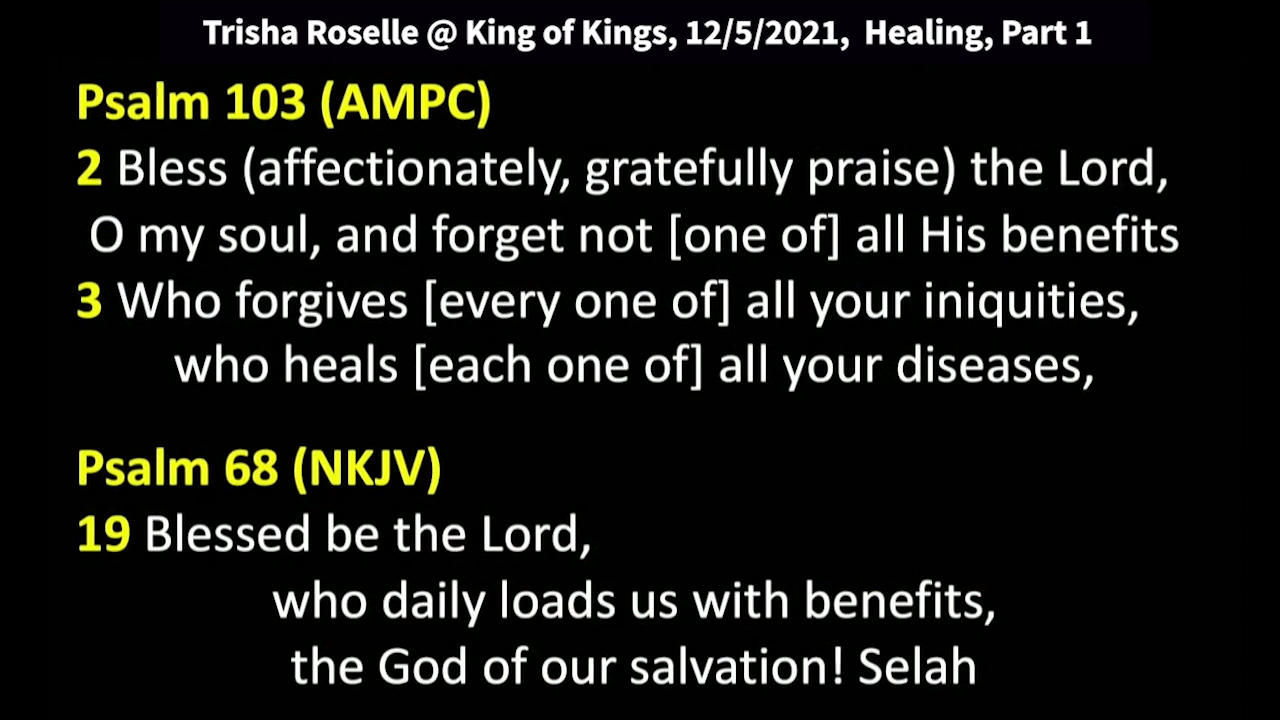 Trisha Roselle @ King of Kings, 12/5/2021, Healing, Part 1
Psalm 103 (AMPC)
2 Bless (affectionately, gratefully praise) the Lord,
O my soul, and forget not [one of] all His benefits
3 Who forgives [every one of] all your iniquities,
who heals [each one of] all your diseases,
Psalm 68 (NKJV)
19 Blessed be the Lord,
who daily loads us with benefits,
the God of our salvation! Selah